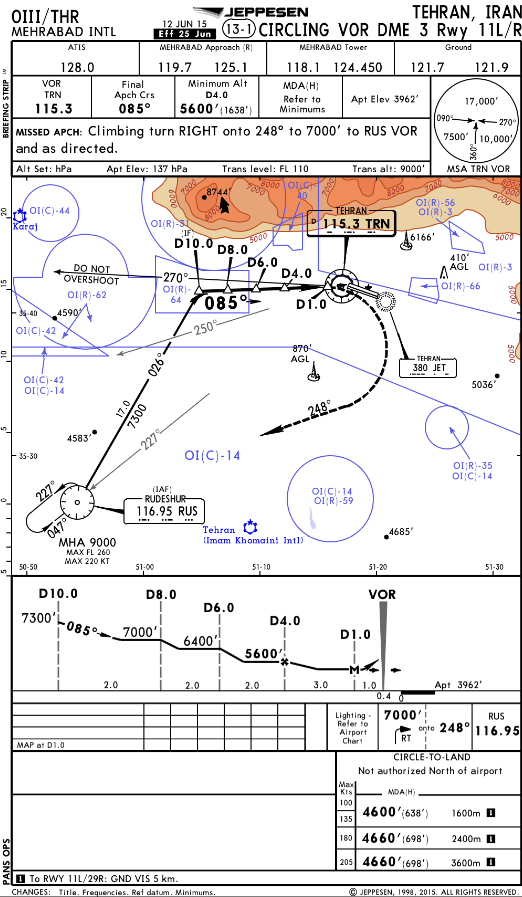 OIII/THR
MEHRABAD INTL
JEPPESEN
12 JUN 15
Eff 25 Jun
13-1
TEHRAN, IRAN
CIRCLING VOR DME 3 Rwy 11L/R
BRIEFING STRIP
ATIS
128.0
MEHRABAD Approach (R)
119.7 125.1
MEHRABAD Tower
118.1 124.450
Ground
121.7 121.9
VOR
TRN
115.3
Final
Apch Crs
085°
Minimum Alt
D4.0
5600'(1638')
MDA(H)
Refer to
Minimums
Apt Elev 3962'
MISSED APCH: Climbing turn RIGHT onto 248° to 7000' to RUS VOR
and as directed.
Alt Set: hPa Apt Elev: 137 hPa Trans level: FL 110 Trans alt: 9000'
17,000'
090°
270°
7500'
10,000'
360°
MSA TRN VOR
OI(C)-44
Karaj
OI(R)-31
8744'
OI(C)-
40
TEHRAN
D 115.3 TRN
OI(R)-56
OI(R)-3
6166'
5000
410'
AGL
OI(R)-3
OI(R)-66
(IF)
D10.0
D8.0
D6.0
D4.0
D1.0
DO NOT
OVERSHOOT
270°
085°
OI(R)-
64
OI(R)-62
4590'
OI(C)-42
35-40
250°
026°
17.0
7300
870'
AGL
TEHRAN
380 JET
5036'
OI(C)-42
OI(C)-14
248°
4583'
227°
OI(C)-14
35-30
OI(R)-35
OI(C)-14
227°
047°
(IAF)
RUDESHUR
116.95 RUS
OI(C)-14
OI(R)-59
Tehran
(Imam Khomaini Intl)
4685'
MHA 9000
MAX FL 260
MAX 220 KT
20
15
10
5
0
5
50-50 51-00 51-10 51-20 51-30
D10.0
D8.0
D6.0
D4.0
D1.0
VOR
7300'
085°
7000'
6400'
5600'
M
2.0 2.0 2.0 3.0 1.0
0.4 0
Apt 3962'
MAP at D1.0
Lighting -
Refer to
Airport
Chart
7000'
RT
onto 248°
RUS
116.95
CIRCLE-TO-LAND
Not authorized North of airport
Max
Kts
MDA(H)
100
135
4600'(638') 1600m 1
180 4660'(698') 2400m 1
205 4660'(698') 3600m 1
PANS OPS
1 To RWY 11L/29R: GND VIS 5 km.
CHANGES: Title. Frequencies. Ref datum. Minimums.
© JEPPESEN, 1998, 2015. ALL RIGHTS RESERVED.